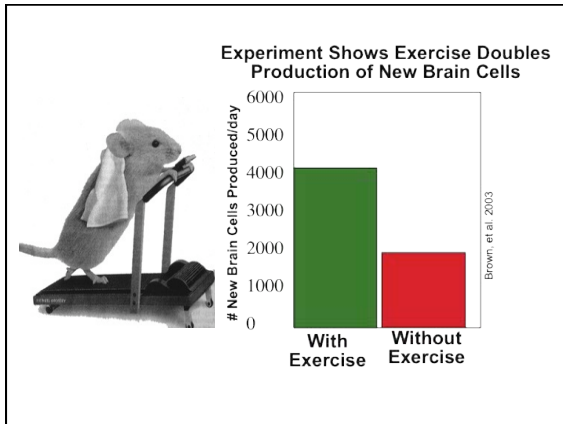 Experiment Shows Exercise Doubles
Production of New Brain Cells
# New Brain Cells Produced/day
6000
5000
4000
3000
2000
1000
0
With
Exercise
Without
Exercise
Brown, et al. 2003